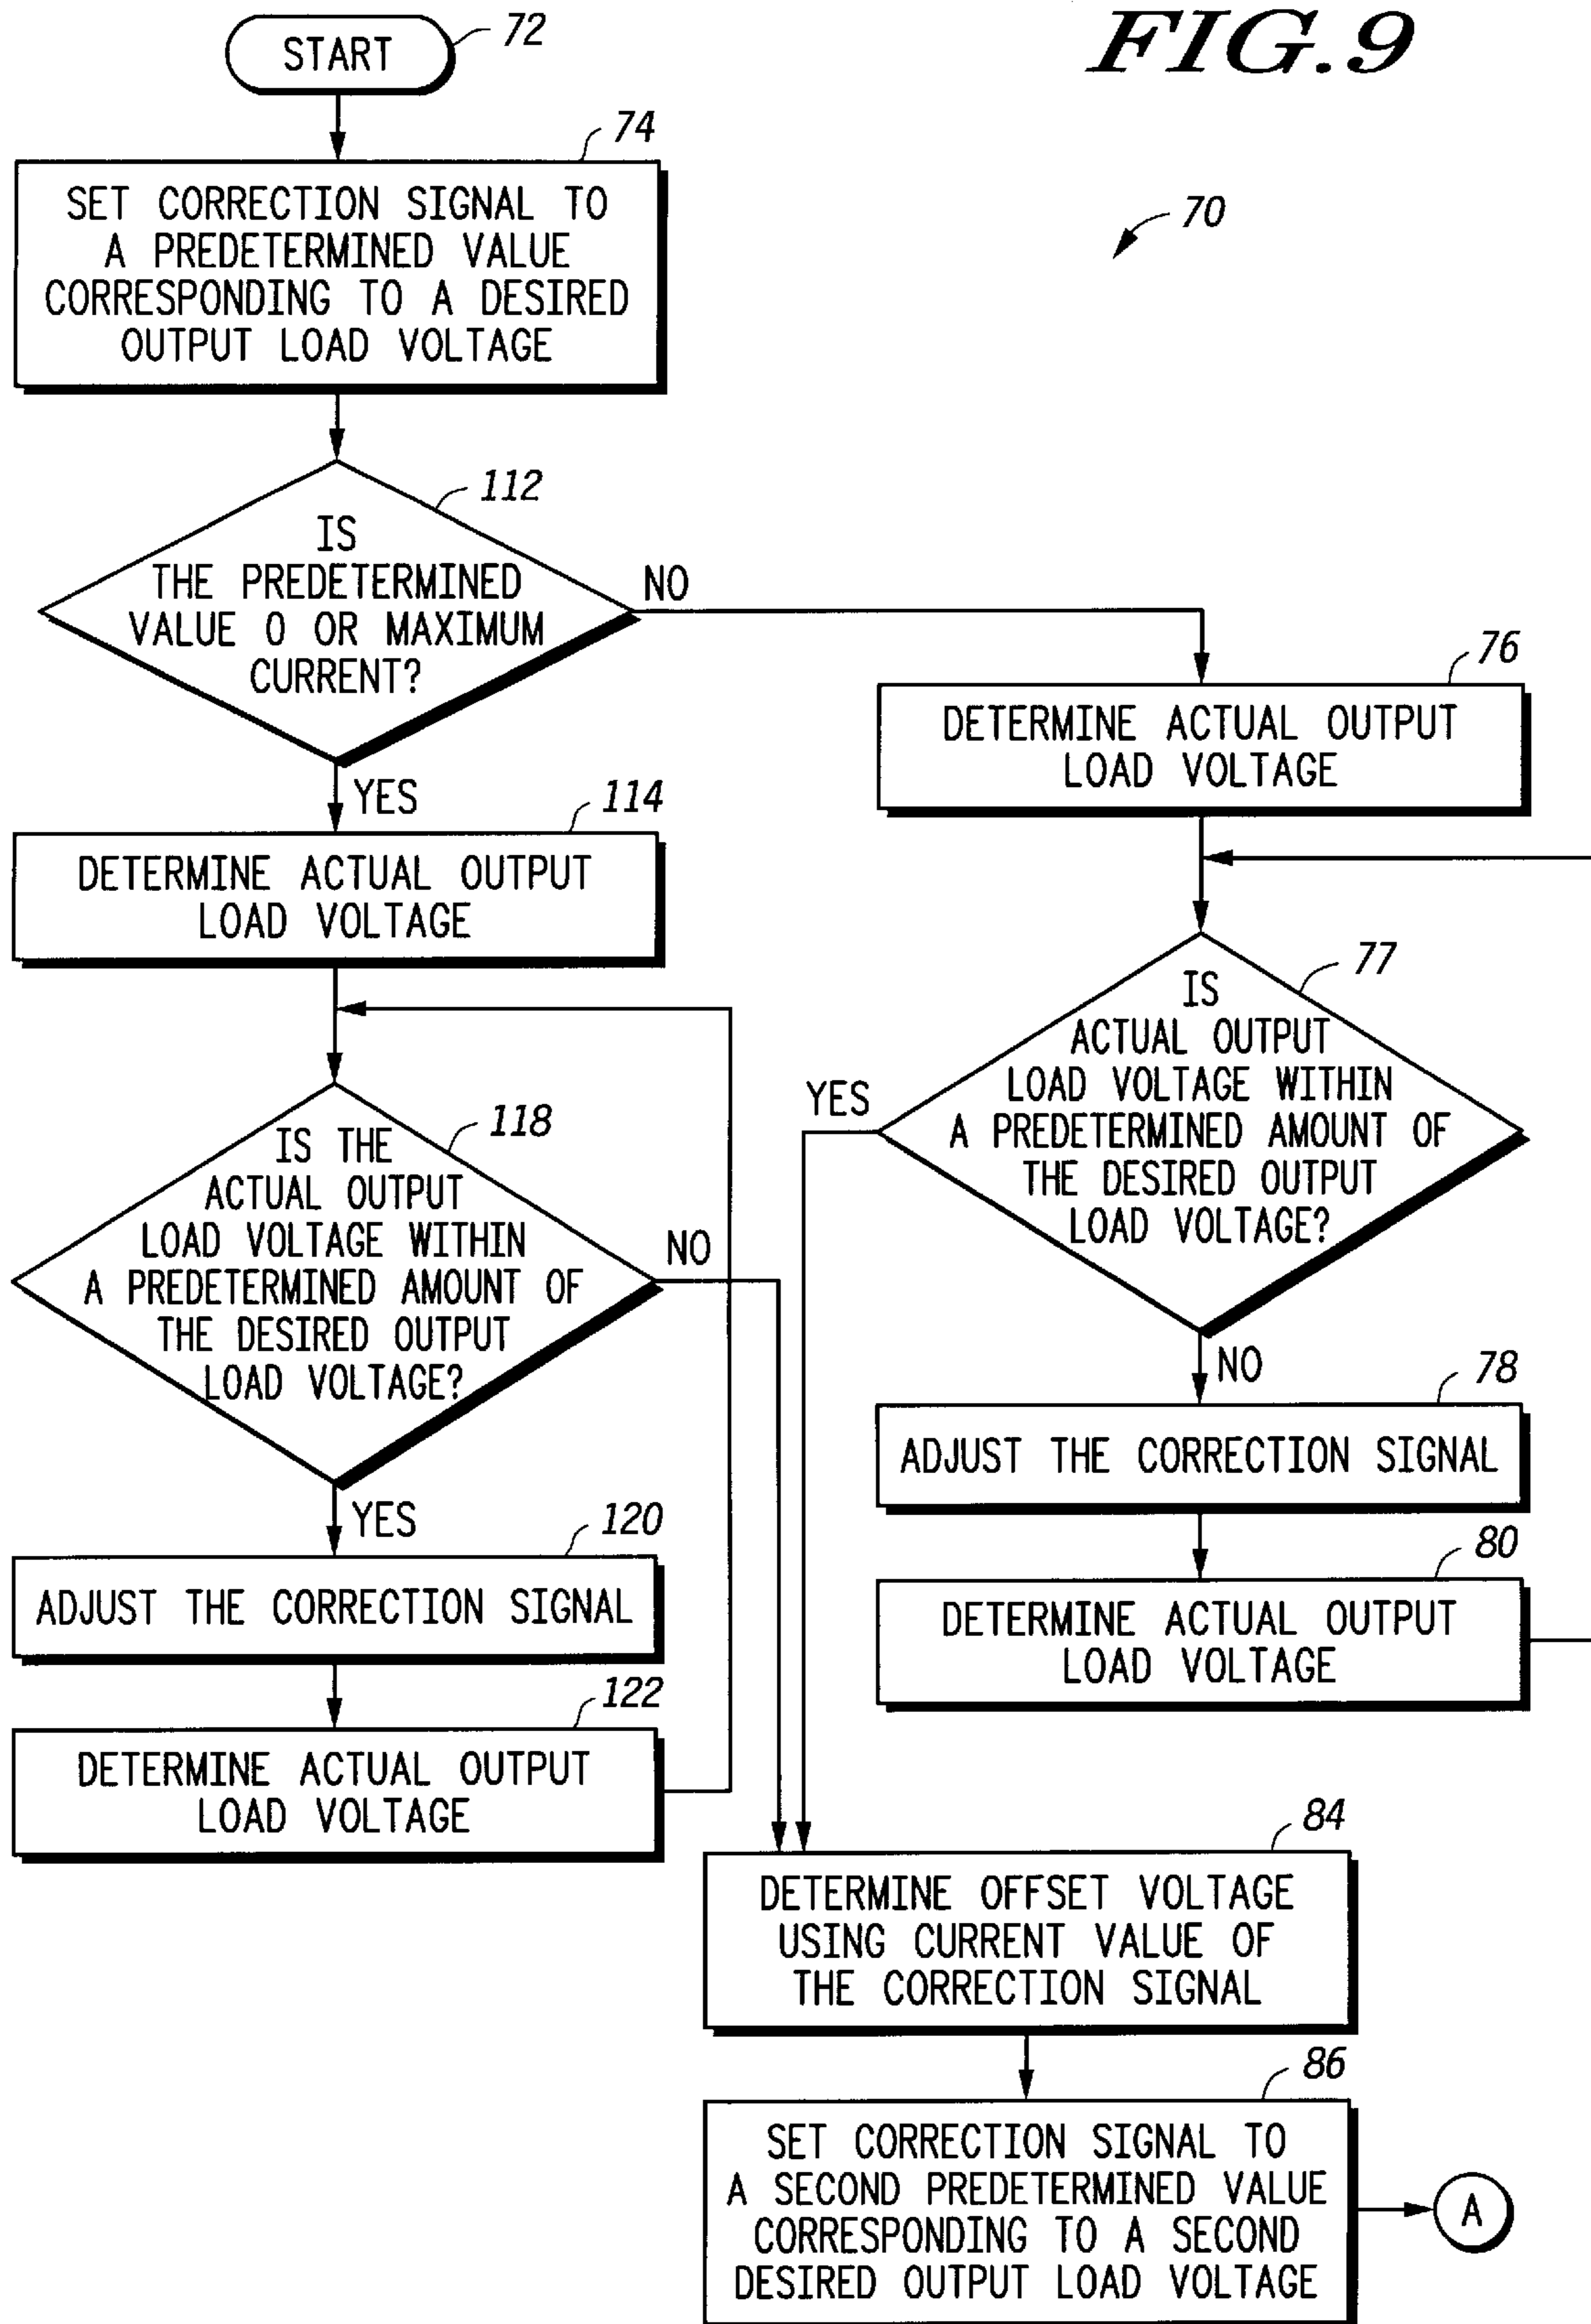 FIG.9
START
72
74
SET CORRECTION SIGNAL TO
A PREDETERMINED VALUE
CORRESPONDING TO A DESIRED
OUTPUT LOAD VOLTAGE
70
112
IS
THE PREDETERMINED
VALUE 0 OR MAXIMUM
CURRENT?
NO
YES
76
DETERMINE ACTUAL OUTPUT
LOAD VOLTAGE
114
DETERMINE ACTUAL OUTPUT
LOAD VOLTAGE
77
IS
ACTUAL OUTPUT
LOAD VOLTAGE WITHIN
A PREDETERMINED AMOUNT OF
THE DESIRED OUTPUT
LOAD VOLTAGE?
YES
NO
118
IS THE
ACTUAL OUTPUT
LOAD VOLTAGE WITHIN
A PREDETERMINED AMOUNT OF
THE DESIRED OUTPUT
LOAD VOLTAGE?
NO
YES
78
ADJUST THE CORRECTION SIGNAL
80
DETERMINE ACTUAL OUTPUT
LOAD VOLTAGE
120
ADJUST THE CORRECTION SIGNAL
122
DETERMINE ACTUAL OUTPUT
LOAD VOLTAGE
84
DETERMINE OFFSET VOLTAGE
USING CURRENT VALUE OF
THE CORRECTION SIGNAL
86
SET CORRECTION SIGNAL TO
A SECOND PREDETERMINED VALUE
CORRESPONDING TO A SECOND
DESIRED OUTPUT LOAD VOLTAGE
A